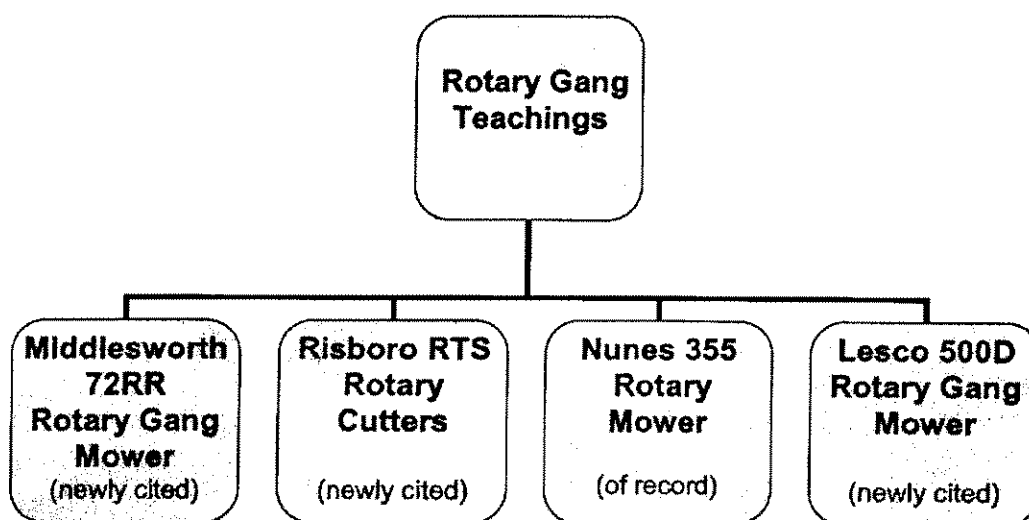 Rotary Gang
Teachings
Middlesworth
72RR
Rotary Gang
Mower
(newly cited)
Risboro RTS
Rotary
Cutters
(newly cited)
Nunes 355
Rotary
Mower
(of record)
Lesco 500D
Rotary Gang
Mower
(newly cited)